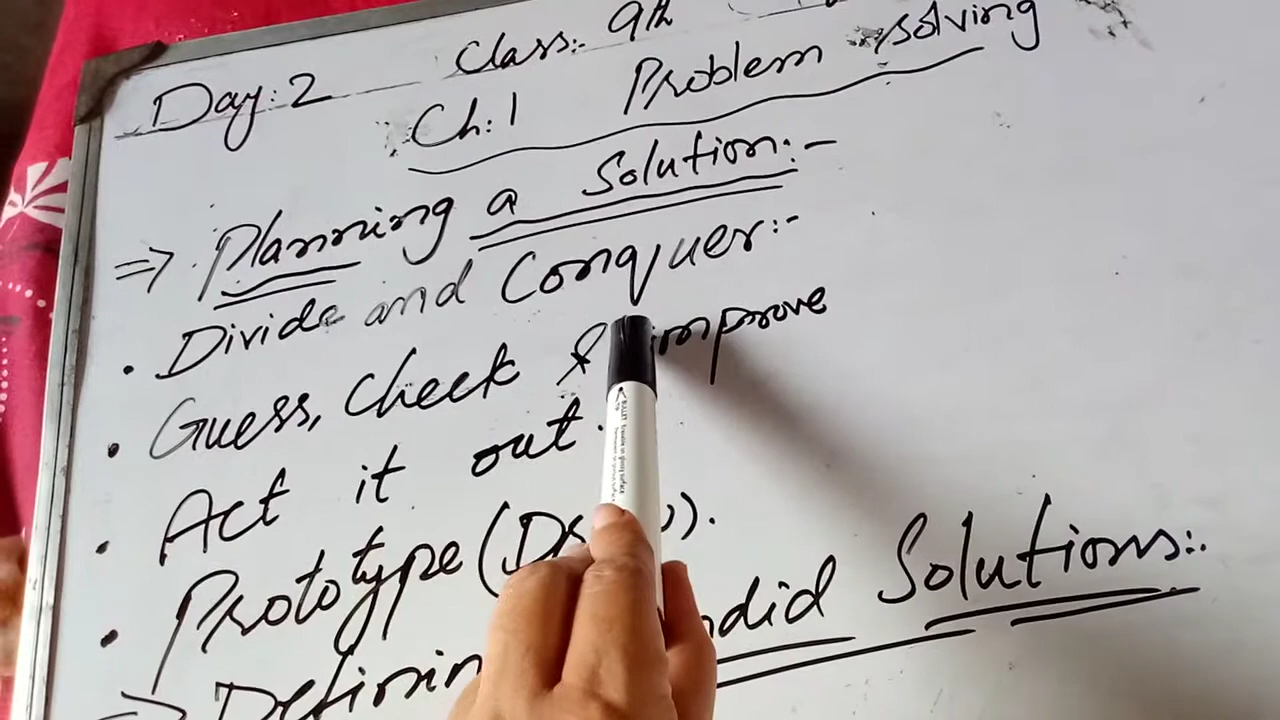 Class:- 9th
Day: 2
Ch:1 Problem solving
=> Planning a Solution:-
• Divide and Conquer:-
• Guess, Check & improve
• Act it out.
• Prototype (D
=> Defining Solutions:-